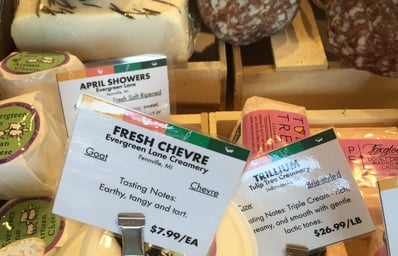 APRIL SHOWERS
Evergreen Lane
Fennville, MI
Fresh Soft Ripened
sweet
FRESH CHEVRE
Evergreen Lane Creamery
Fennville, MI
Goat
Chevre
Tasting Notes:
Earthy, tangy and tart.
$7.99/EA
TRILLIUM
Tulip Tree Creamery
Tasting Notes: Triple Cream - rich,
creamy, and smooth with gentle
lactic tones.
$26.99/LB
Evergreen